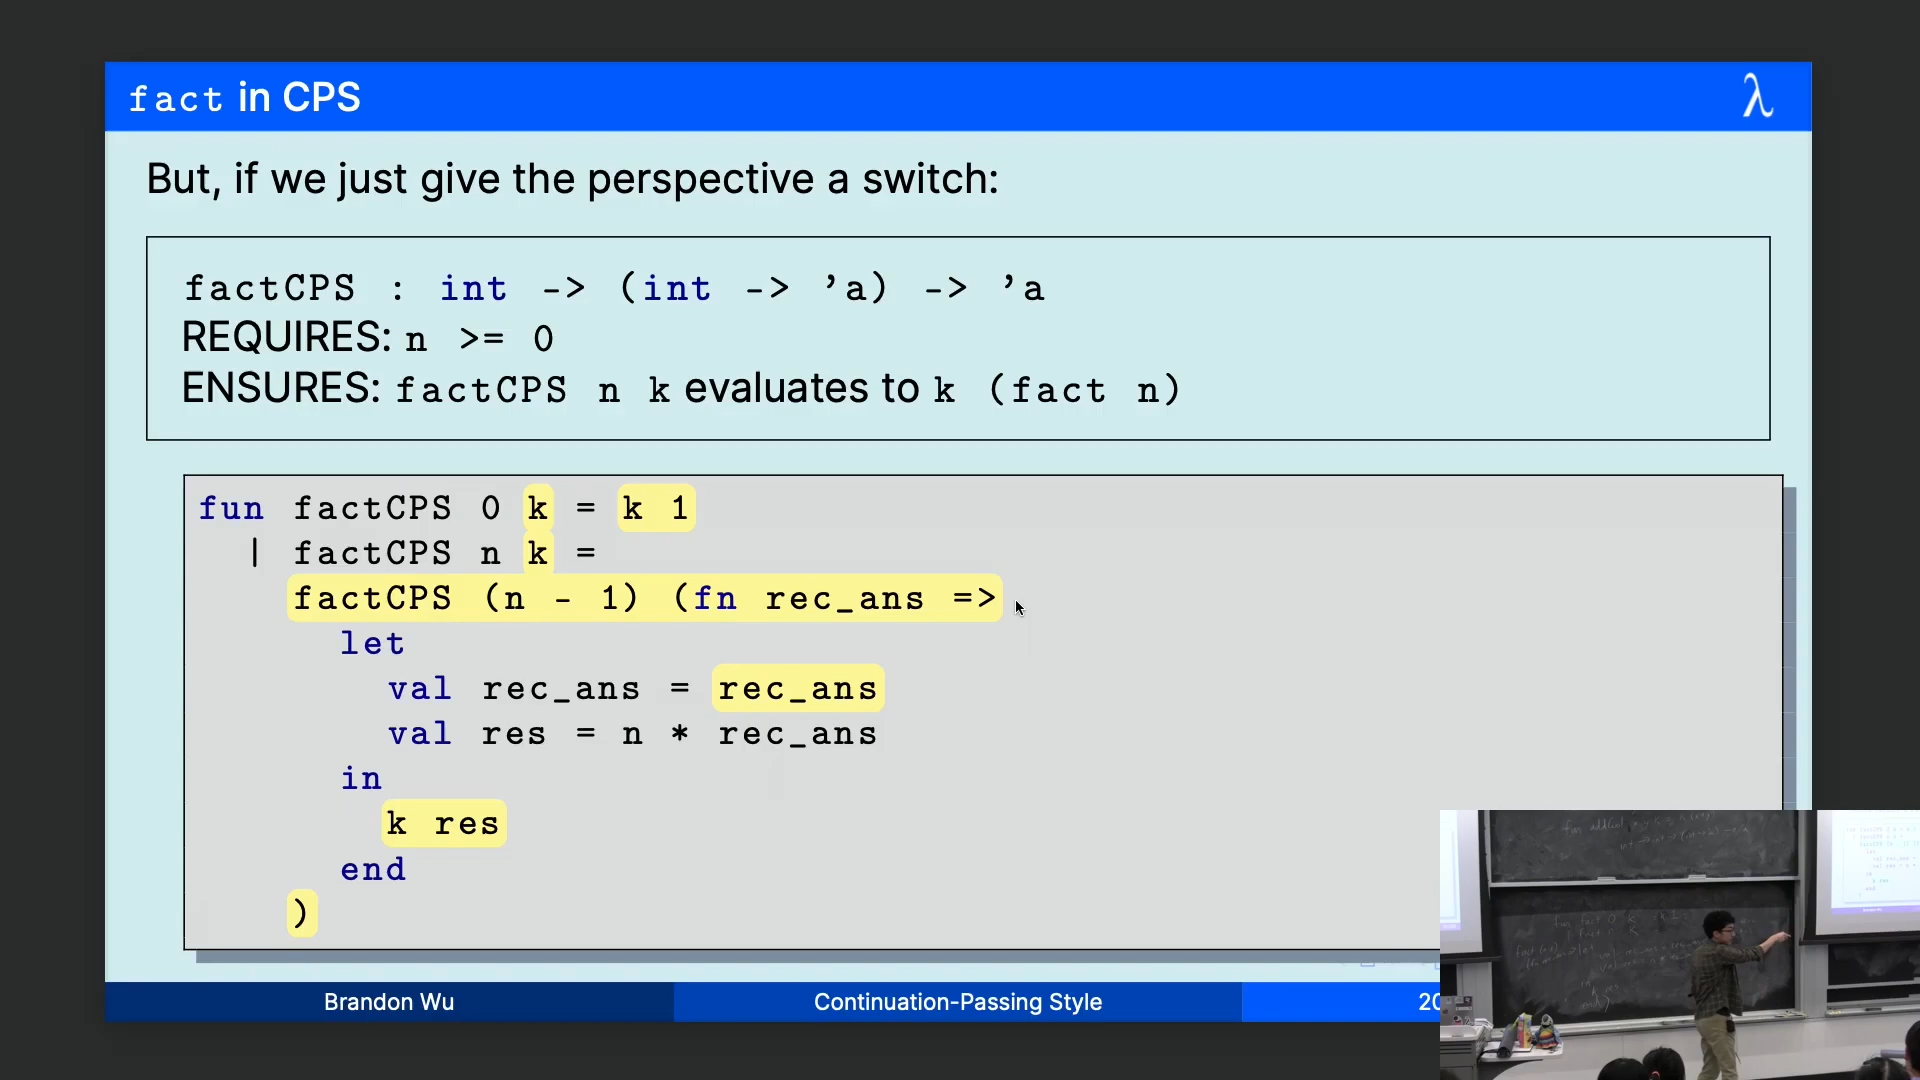 fact in CPS λ
But, if we just give the perspective a switch:
factCPS : int -> (int -> 'a) -> 'a
REQUIRES: n >= 0
ENSURES: factCPS n k evaluates to k (fact n)
fun factCPS 0 k = k 1
| factCPS n k =
factCPS (n - 1) (fn rec_ans =>
let
val rec_ans = rec_ans
val res = n * rec_ans
in
k res
end
)
Brandon Wu
Continuation-Passing Style